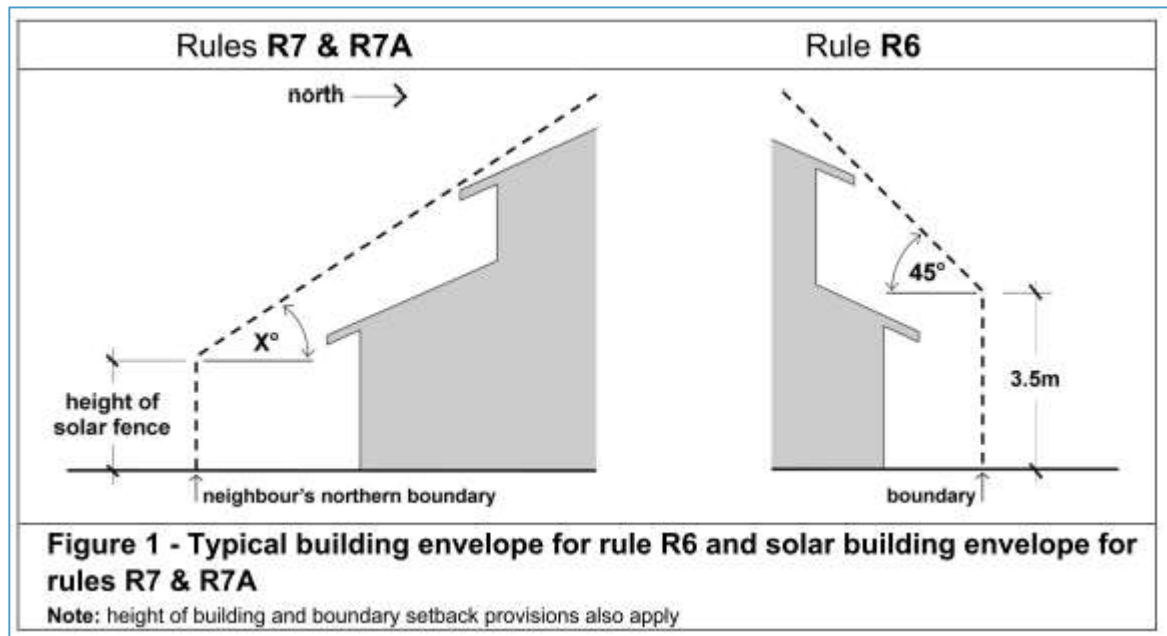 Rules R7 & R7A
Rule R6
north
X°
height of
solar fence
neighbour's northern boundary
45°
3.5m
boundary
Figure 1 - Typical building envelope for rule R6 and solar building envelope for
rules R7 & R7A
Note: height of building and boundary setback provisions also apply